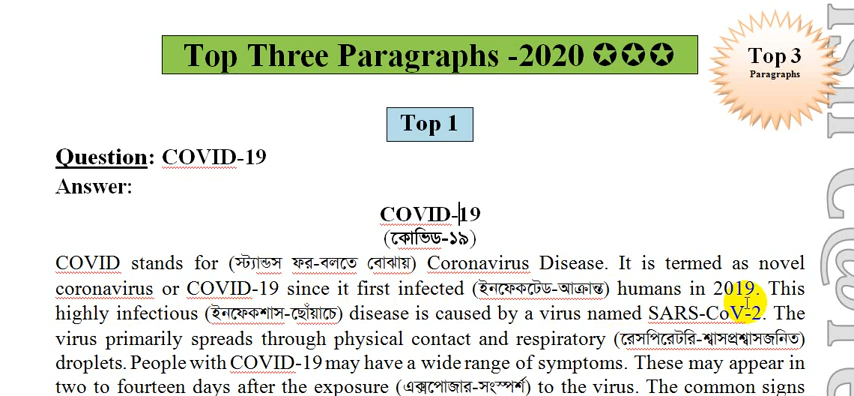 Top Three Paragraphs -2020 ✪✪✪
Top 3
Paragraphs
Top 1
Question: COVID-19
Answer:
COVID-19
(কোভিড-১৯)
COVID stands for (স্ট্যান্ডস ফর-বলতে বোঝায়) Coronavirus Disease. It is termed as novel
coronavirus or COVID-19 since it first infected (ইনফেকটেড-আক্রান্ত) humans in 2019. This
highly infectious (ইনফেকশাস-ছোঁয়াচে) disease is caused by a virus named SARS-CoV-2. The
virus primarily spreads through physical contact and respiratory (রেসপিরেটরি-শ্বাসপ্রশ্বাসজনিত)
droplets. People with COVID-19 may have a wide range of symptoms. These may appear in
two to fourteen days after the exposure (এক্সপোজার-সংস্পর্শ) to the virus. The common signs